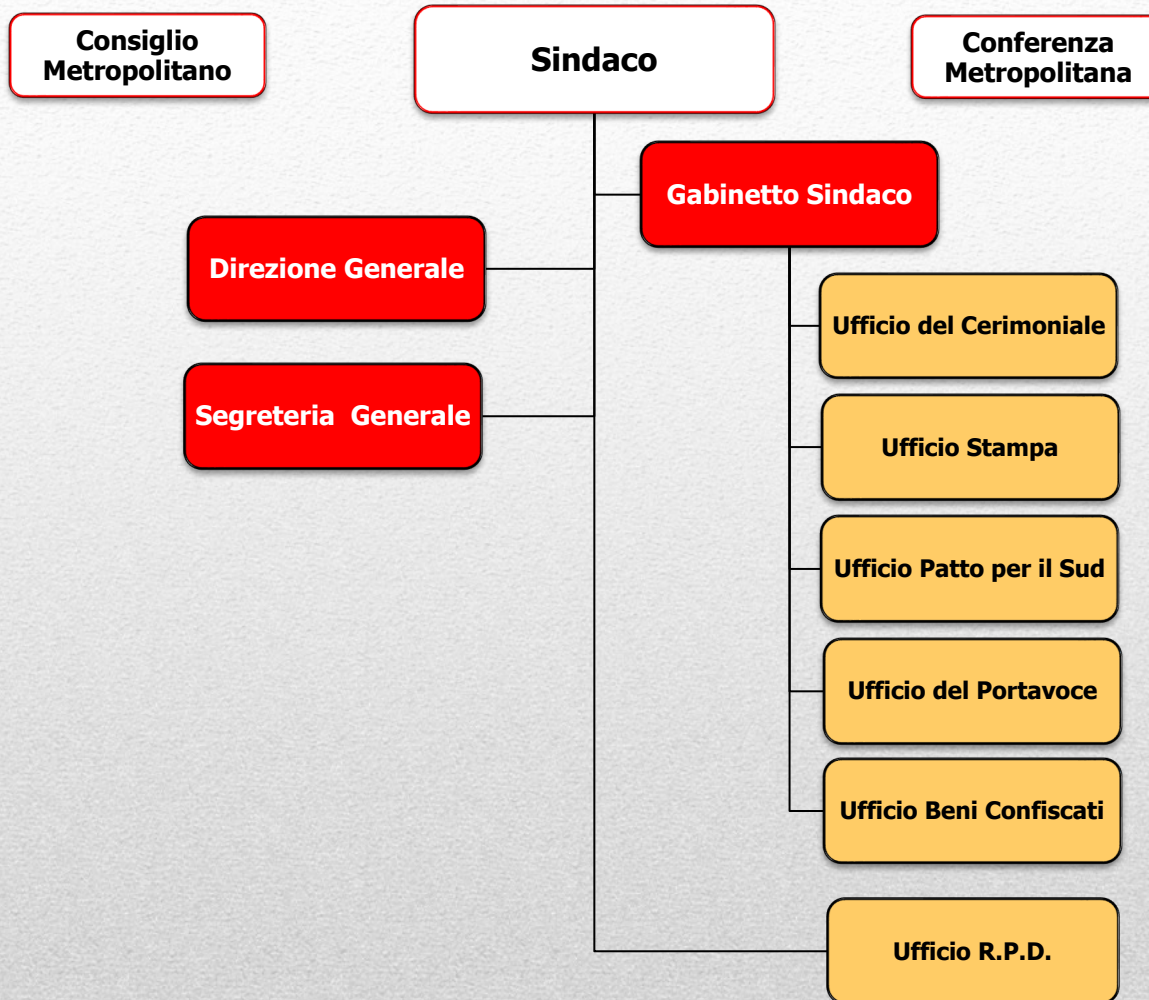 Consiglio
Metropolitano
Sindaco
Conferenza
Metropolitana
Gabinetto Sindaco
Direzione Generale
Ufficio del Cerimoniale
Segreteria Generale
Ufficio Stampa
Ufficio Patto per il Sud
Ufficio del Portavoce
Ufficio Beni Confiscati
Ufficio R.P.D.